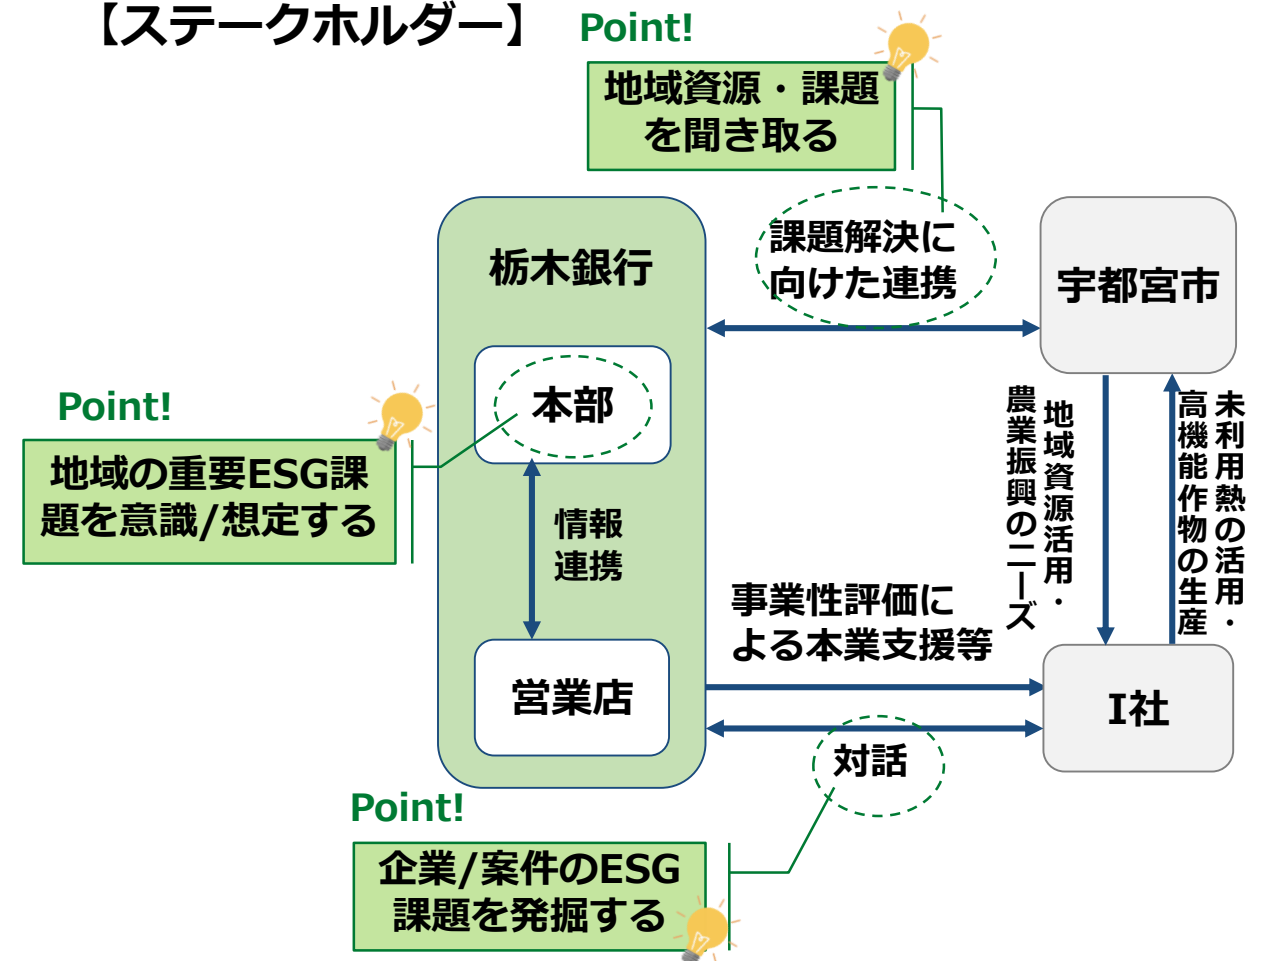 【ステークホルダー】
Point!
地域資源・課題
を聞き取る
栃木銀行
課題解決に
向けた連携
宇都宮市
本部
Point!
地域の重要ESG課
題を意識/想定する
情報
連携
地域資源活用・
農業振興のニーズ
未利用熱の活用・
高機能作物の生産
事業性評価に
よる本業支援等
営業店
I社
対話
Point!
企業/案件のESG
課題を発掘する